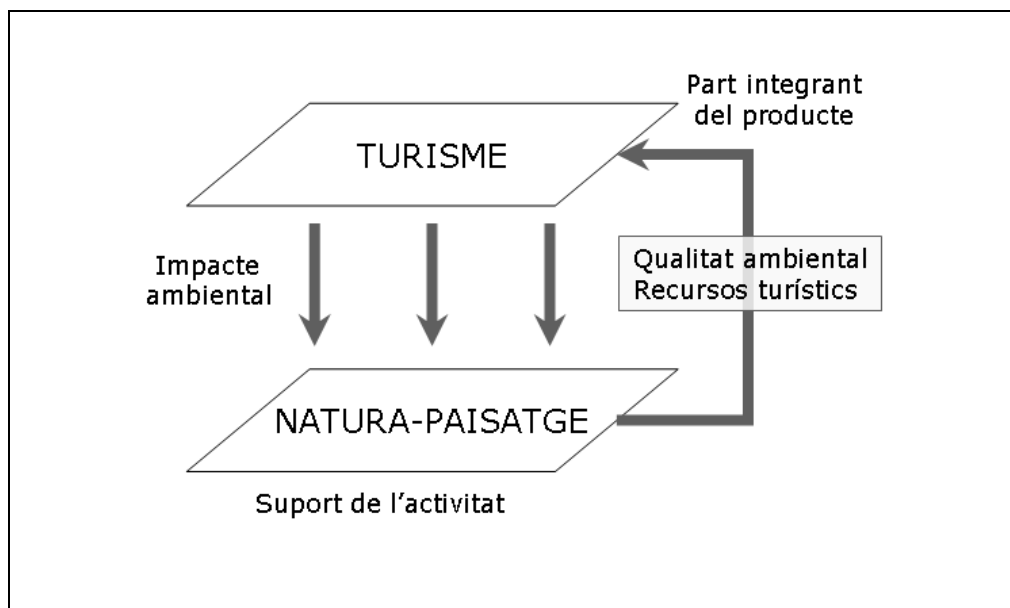 Part integrant
del producte
TURISME
Impacte
ambiental
Qualitat ambiental
Recursos turístics
NATURA-PAISATGE
Suport de l’activitat